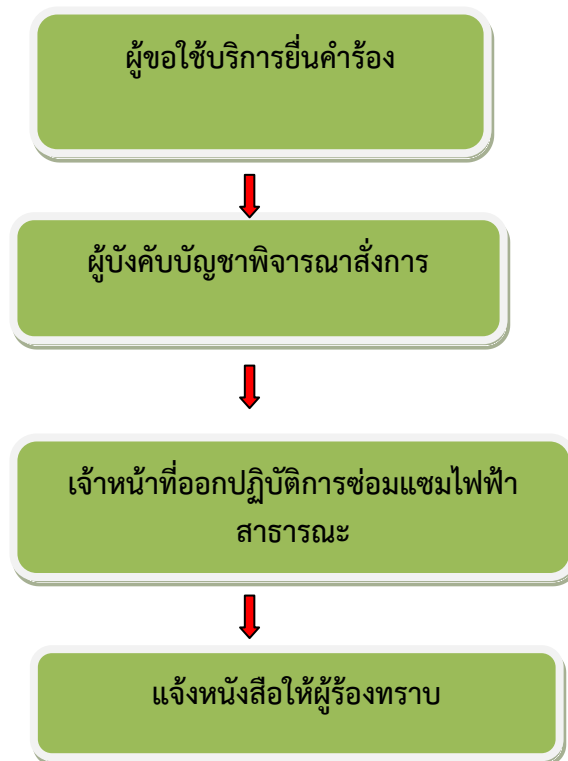 ผู้ขอใช้บริการยื่นคำร้อง
ผู้บังคับบัญชาพิจารณาสั่งการ
เจ้าหน้าที่ออกปฏิบัติการซ่อมแซมไฟฟ้า
สาธารณะ
แจ้งหนังสือให้ผู้ร้องทราบ